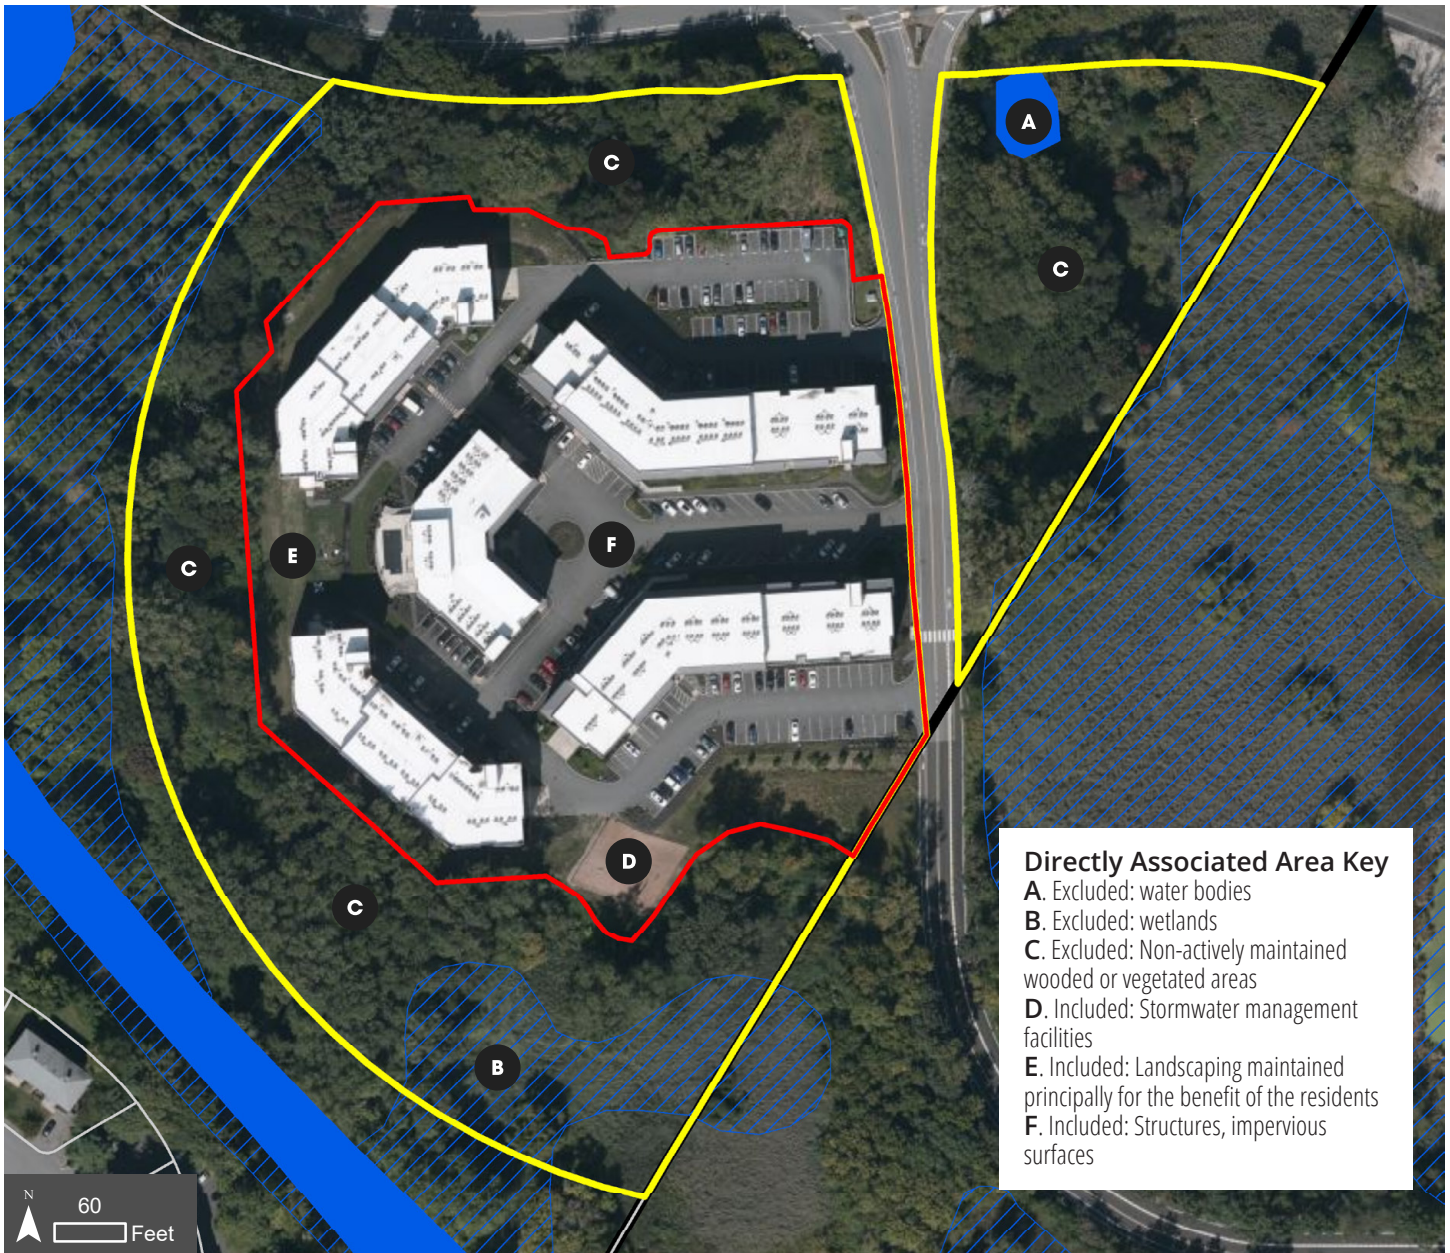 A
C
C
E
F
C
D
C
B
Directly Associated Area Key
A. Excluded: water bodies
B. Excluded: wetlands
C. Excluded: Non-actively maintained
wooded or vegetated areas
D. Included: Stormwater management
facilities
E. Included: Landscaping maintained
principally for the benefit of the residents
F. Included: Structures, impervious
surfaces
N
60
Feet